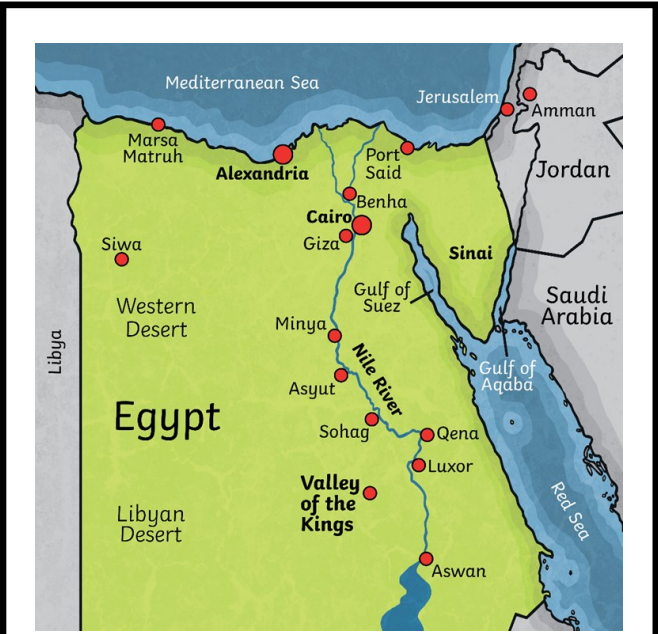 Mediterranean Sea
Jerusalem
Amman
Marsa
Matruh
Alexandria
Port
Said
Jordan
Benha
Cairo
Giza
Siwa
Sinai
Gulf of
Suez
Saudi
Arabia
Western
Desert
Libya
Minya
Nile River
Gulf of
Aqaba
Asyut
Egypt
Sohag
Qena
Luxor
Valley
of the
Kings
Red Sea
Libyan
Desert
Aswan